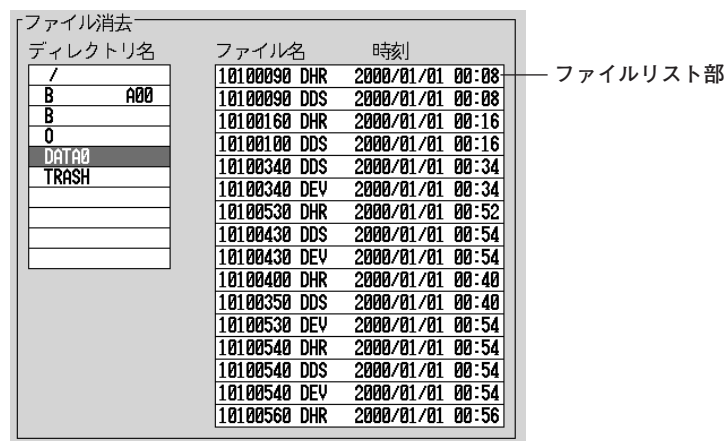 ファイル消去
ディレクトリ名
/
B A00
B
O
DATA0
TRASH
ファイル名 時刻
10100090 DHR 2000/01/01 00:08
10100090 DDS 2000/01/01 00:08
10100160 DHR 2000/01/01 00:16
10100100 DDS 2000/01/01 00:16
10100340 DDS 2000/01/01 00:34
10100340 DEV 2000/01/01 00:34
10100530 DHR 2000/01/01 00:52
10100430 DDS 2000/01/01 00:54
10100430 DEV 2000/01/01 00:54
10100400 DHR 2000/01/01 00:40
10100350 DDS 2000/01/01 00:40
10100530 DEV 2000/01/01 00:54
10100540 DHR 2000/01/01 00:54
10100540 DDS 2000/01/01 00:54
10100540 DEV 2000/01/01 00:54
10100560 DHR 2000/01/01 00:56
ファイルリスト部